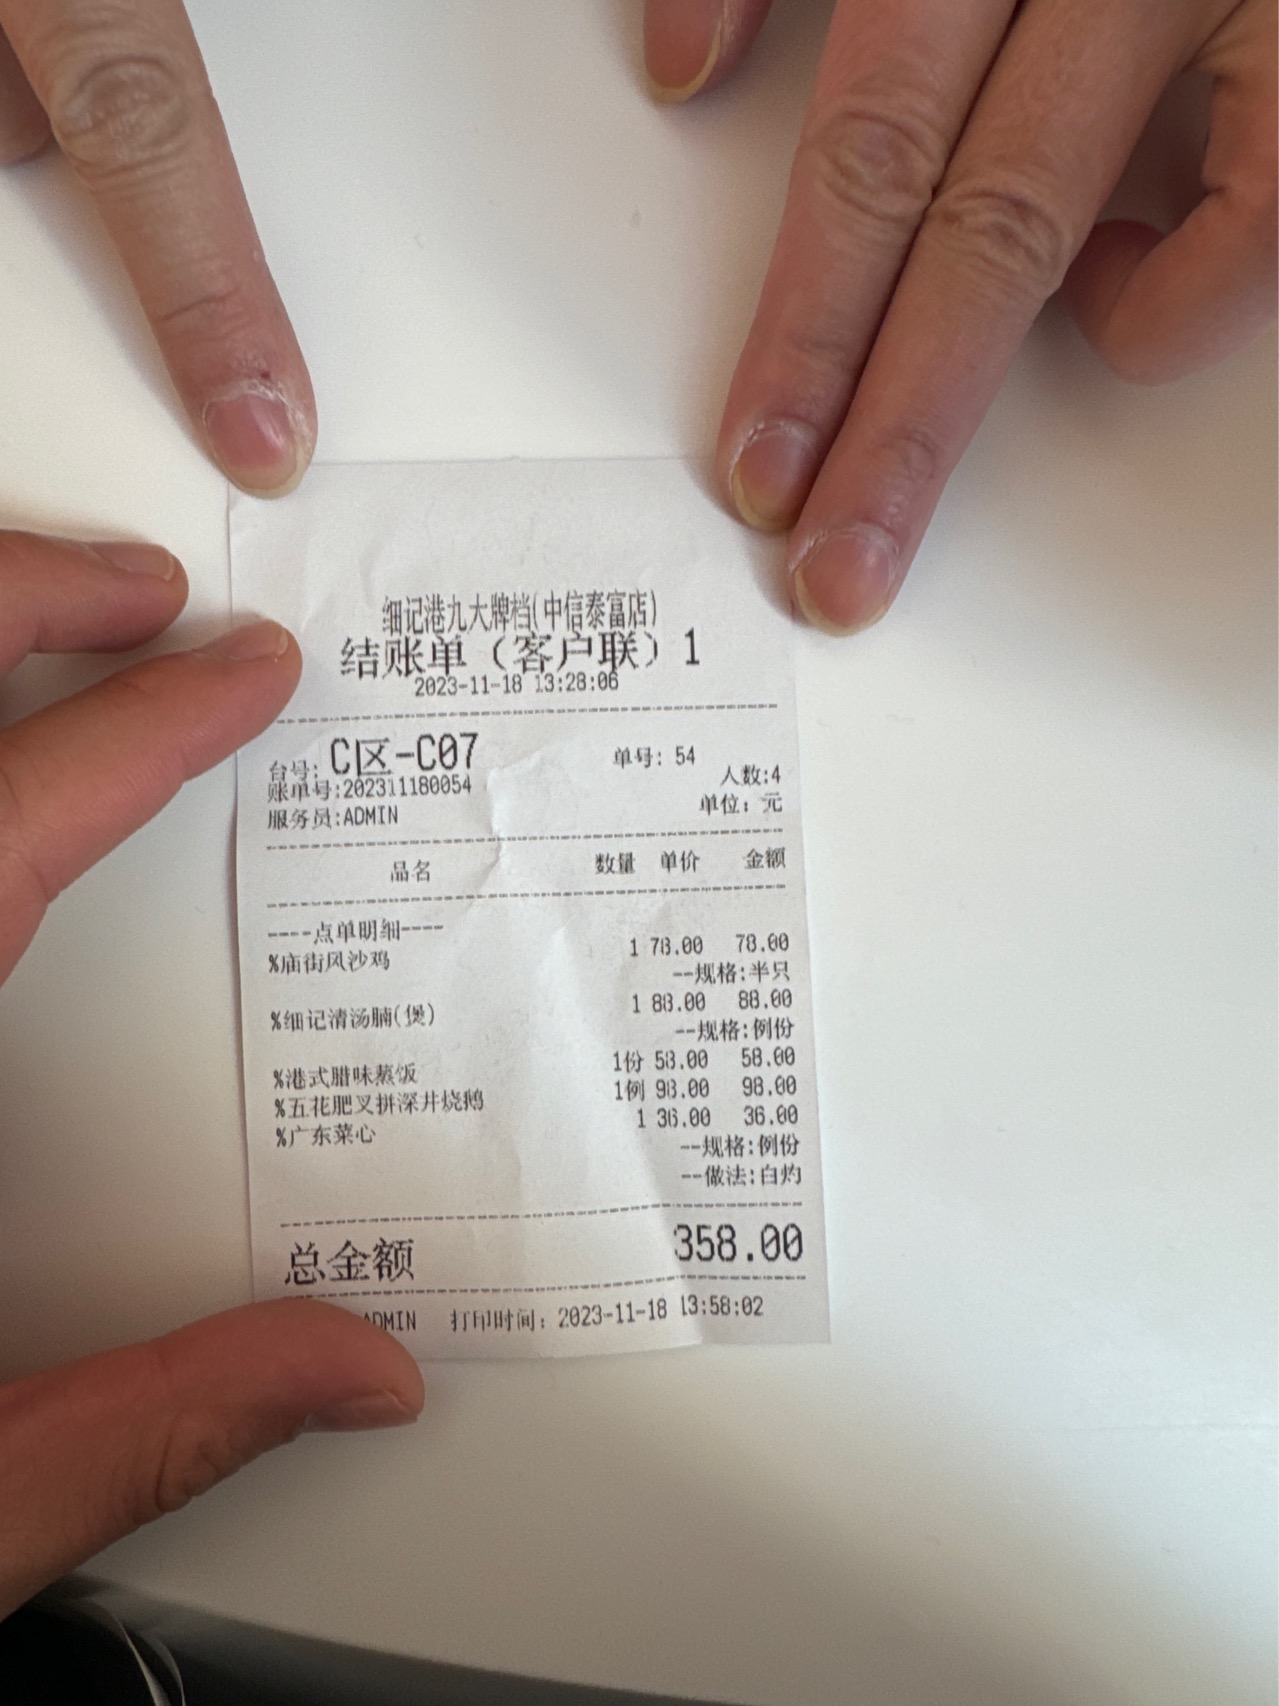 细记港九大牌档(中信泰富店)
结账单（客户联）1
2023-11-18 13:28:06
台号: C区-C07 单号: 54
账单号:202311180054 人数:4
服务员:ADMIN 单位: 元
品名 数量 单价 金额
----点单明细----
%庙街风沙鸡 1 78.00 78.00
--规格:半只
%细记清汤腩(煲) 1 88.00 88.00
--规格:例份
%港式腊味蒸饭 1份 58.00 58.00
%五花肥叉拼深井烧鹅 1例 98.00 98.00
%广东菜心 1 36.00 36.00
--规格:例份
--做法:白灼
总金额 358.00
ADMIN 打印时间: 2023-11-18 13:58:02